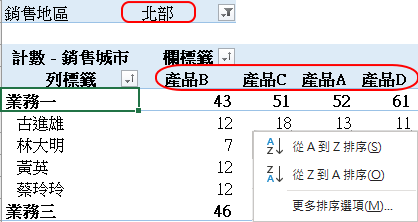 銷售地區 北部
計數 - 銷售城市 欄標籤
列標籤 產品B 產品C 產品A 產品D
業務一 43 51 52 61
古進雄 12 18 13 11
林大明 7
黃英 12
蔡玲玲 12
業務三 46
從 A 到 Z 排序(S)
從 Z 到 A 排序(O)
更多排序選項(M)...